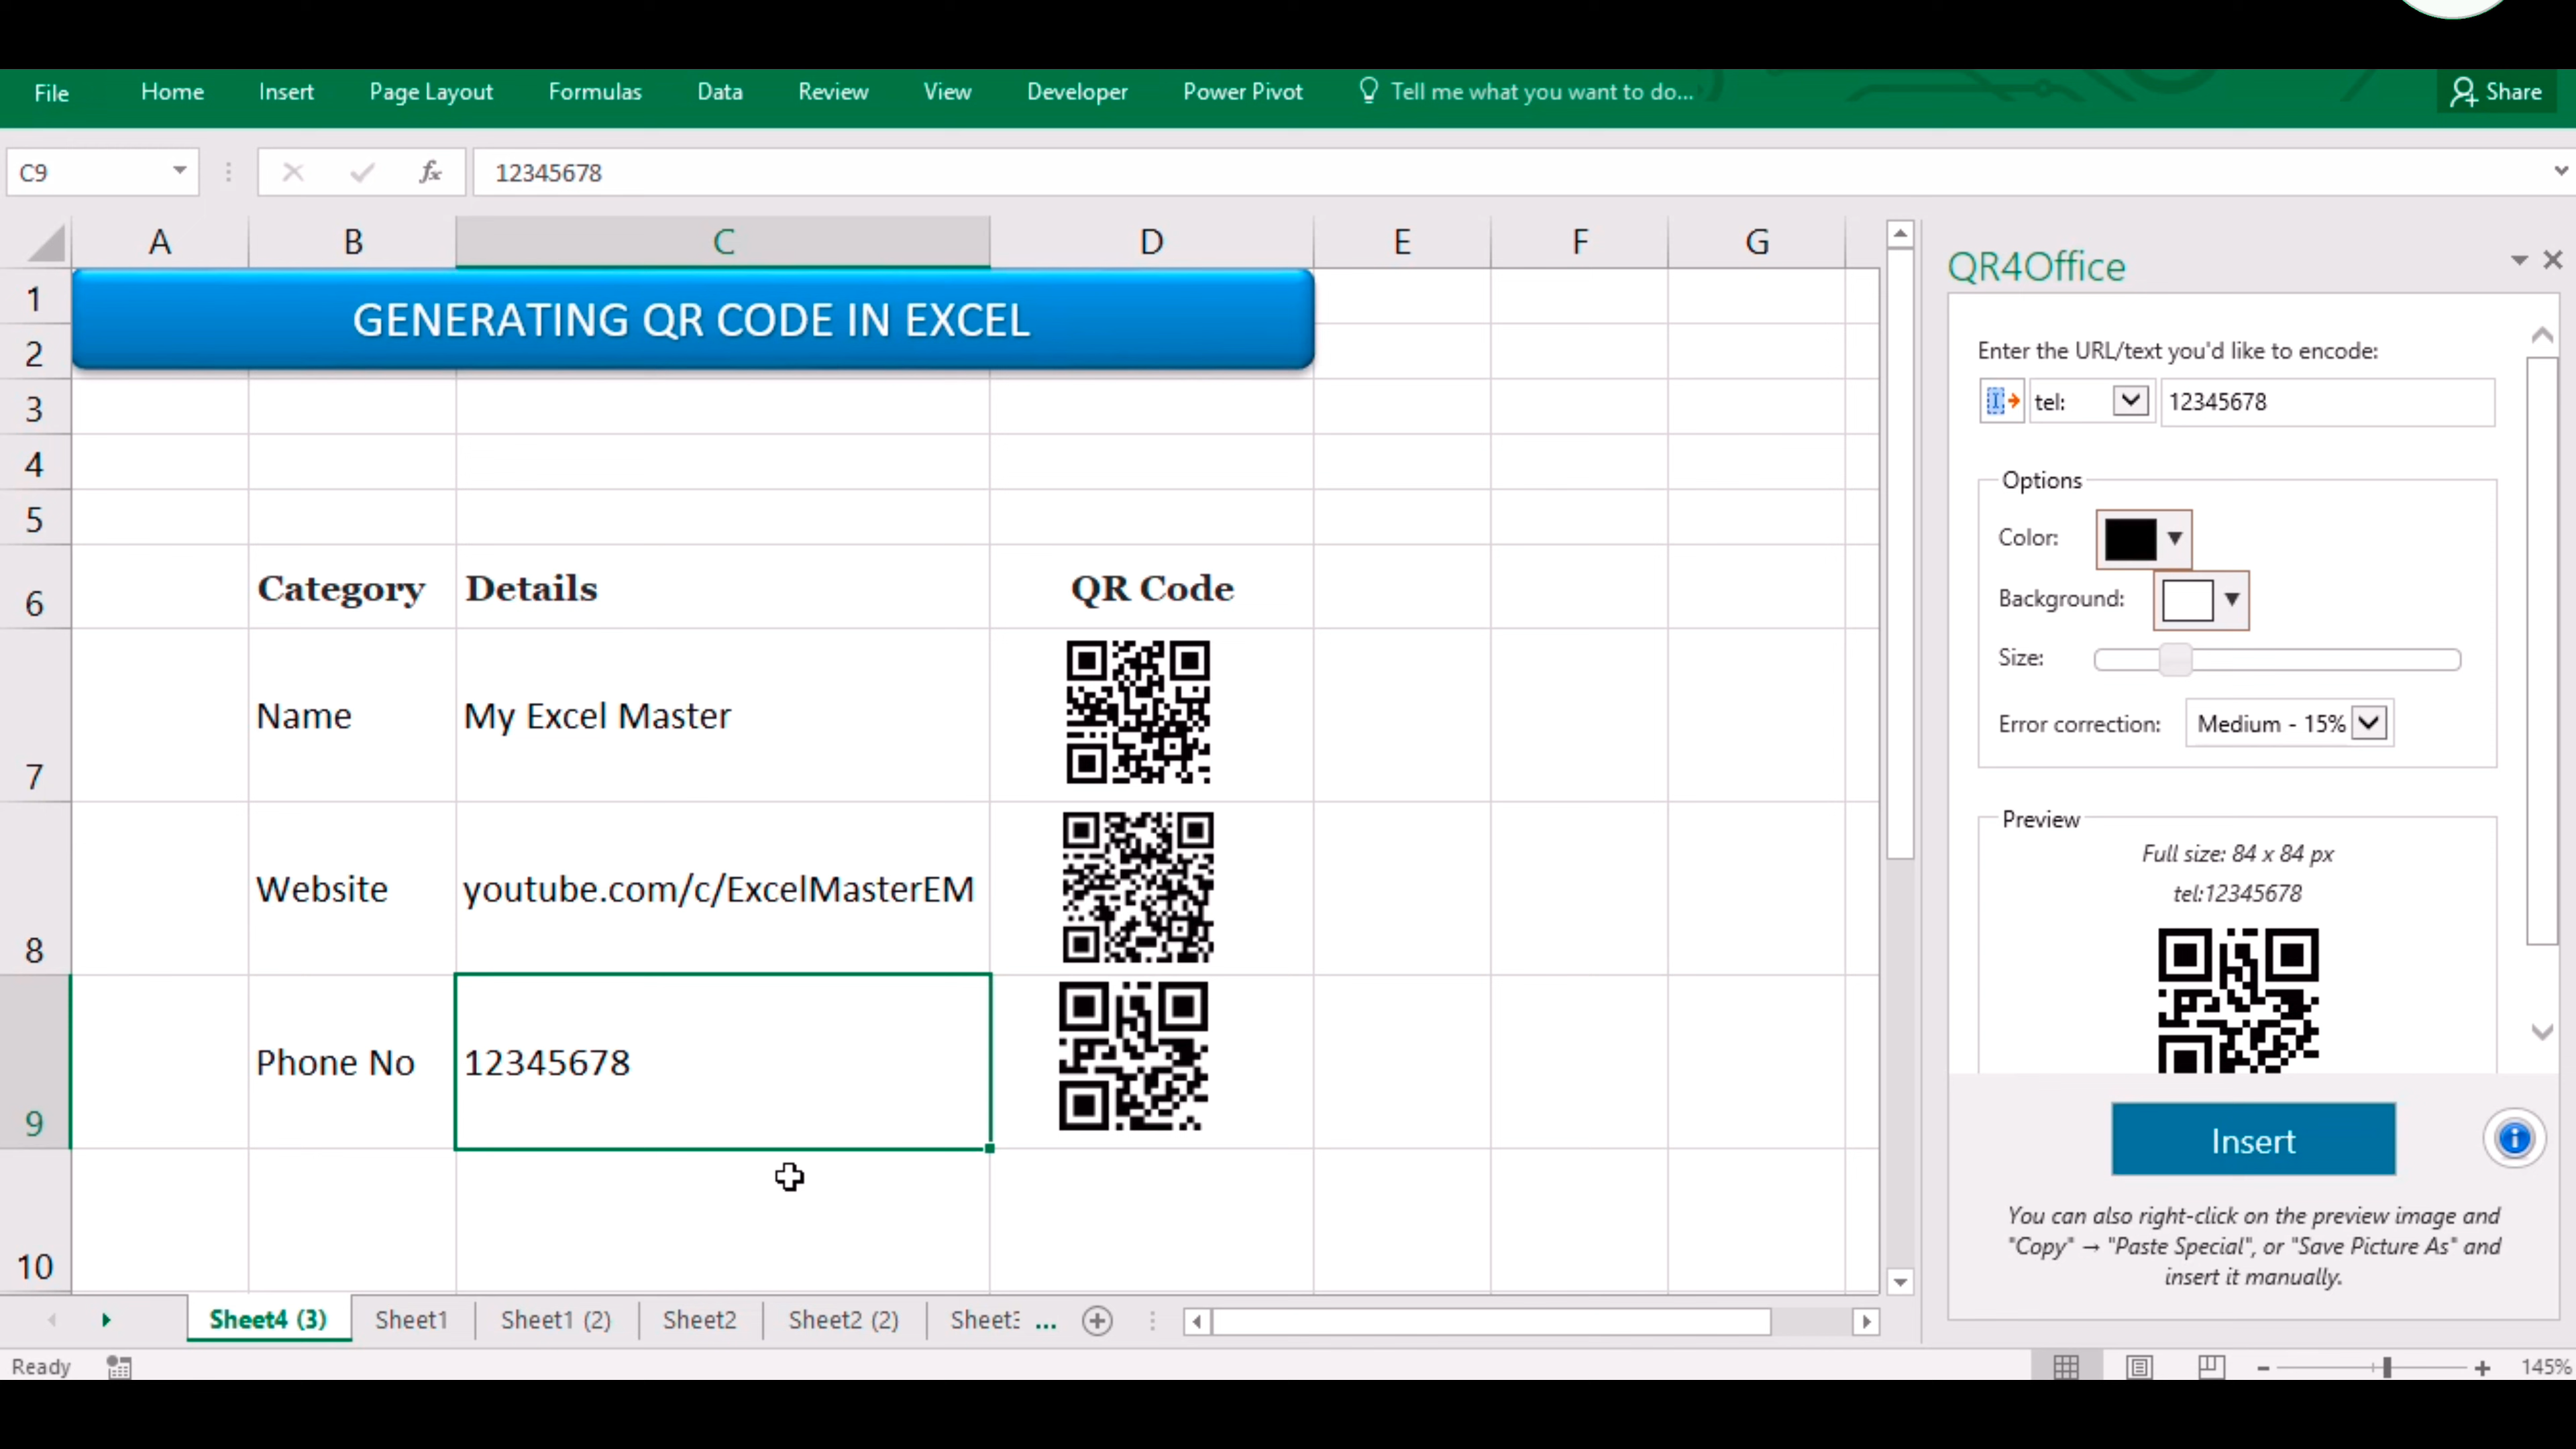 File Home Insert Page Layout Formulas Data Review View Developer Power Pivot Tell me what you want to do... Share
C9 fx 12345678
A B C D E F G
1
GENERATING QR CODE IN EXCEL
2
3
4
5
6 Category Details QR Code
7 Name My Excel Master
8 Website youtube.com/c/ExcelMasterEM
9 Phone No 12345678
10
Sheet4 (3) Sheet1 Sheet1 (2) Sheet2 Sheet2 (2) ...
Ready 145%
QR4Office
Enter the URL/text you'd like to encode:
tel: 12345678
Options
Color:
Background:
Size:
Error correction: Medium - 15%
Preview
Full size: 84 x 84 px
tel:12345678
Insert
You can also right-click on the preview image and
"Copy" → "Paste Special", or "Save Picture As" and
insert it manually.